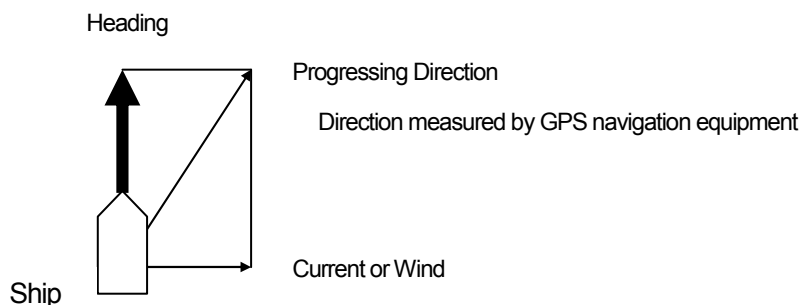 Heading
Progressing Direction
Direction measured by GPS navigation equipment
Current or Wind
Ship